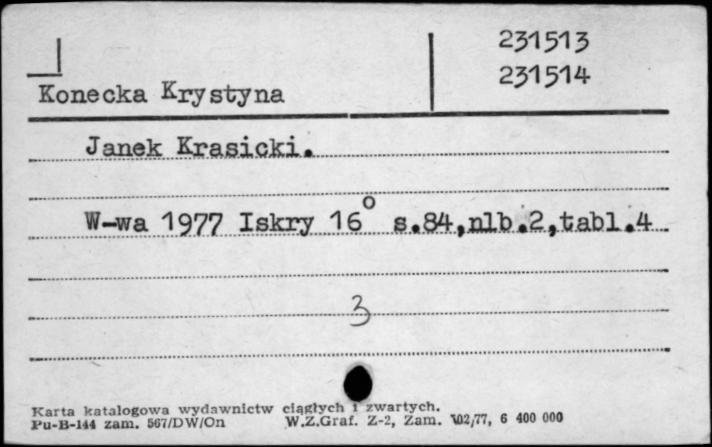 231513
231514
Konecka Krystyna
Janek Krasicki.
W-wa 1977 Iskry 16° s.84,nlb.2,tabl.4
3
Karta katalogowa wydawnictw ciągłych i zwartych.
Pu-B-144 zam. 567/DW/On W.Z.Graf. Z-2, Zam. 102/77, 6 400 000